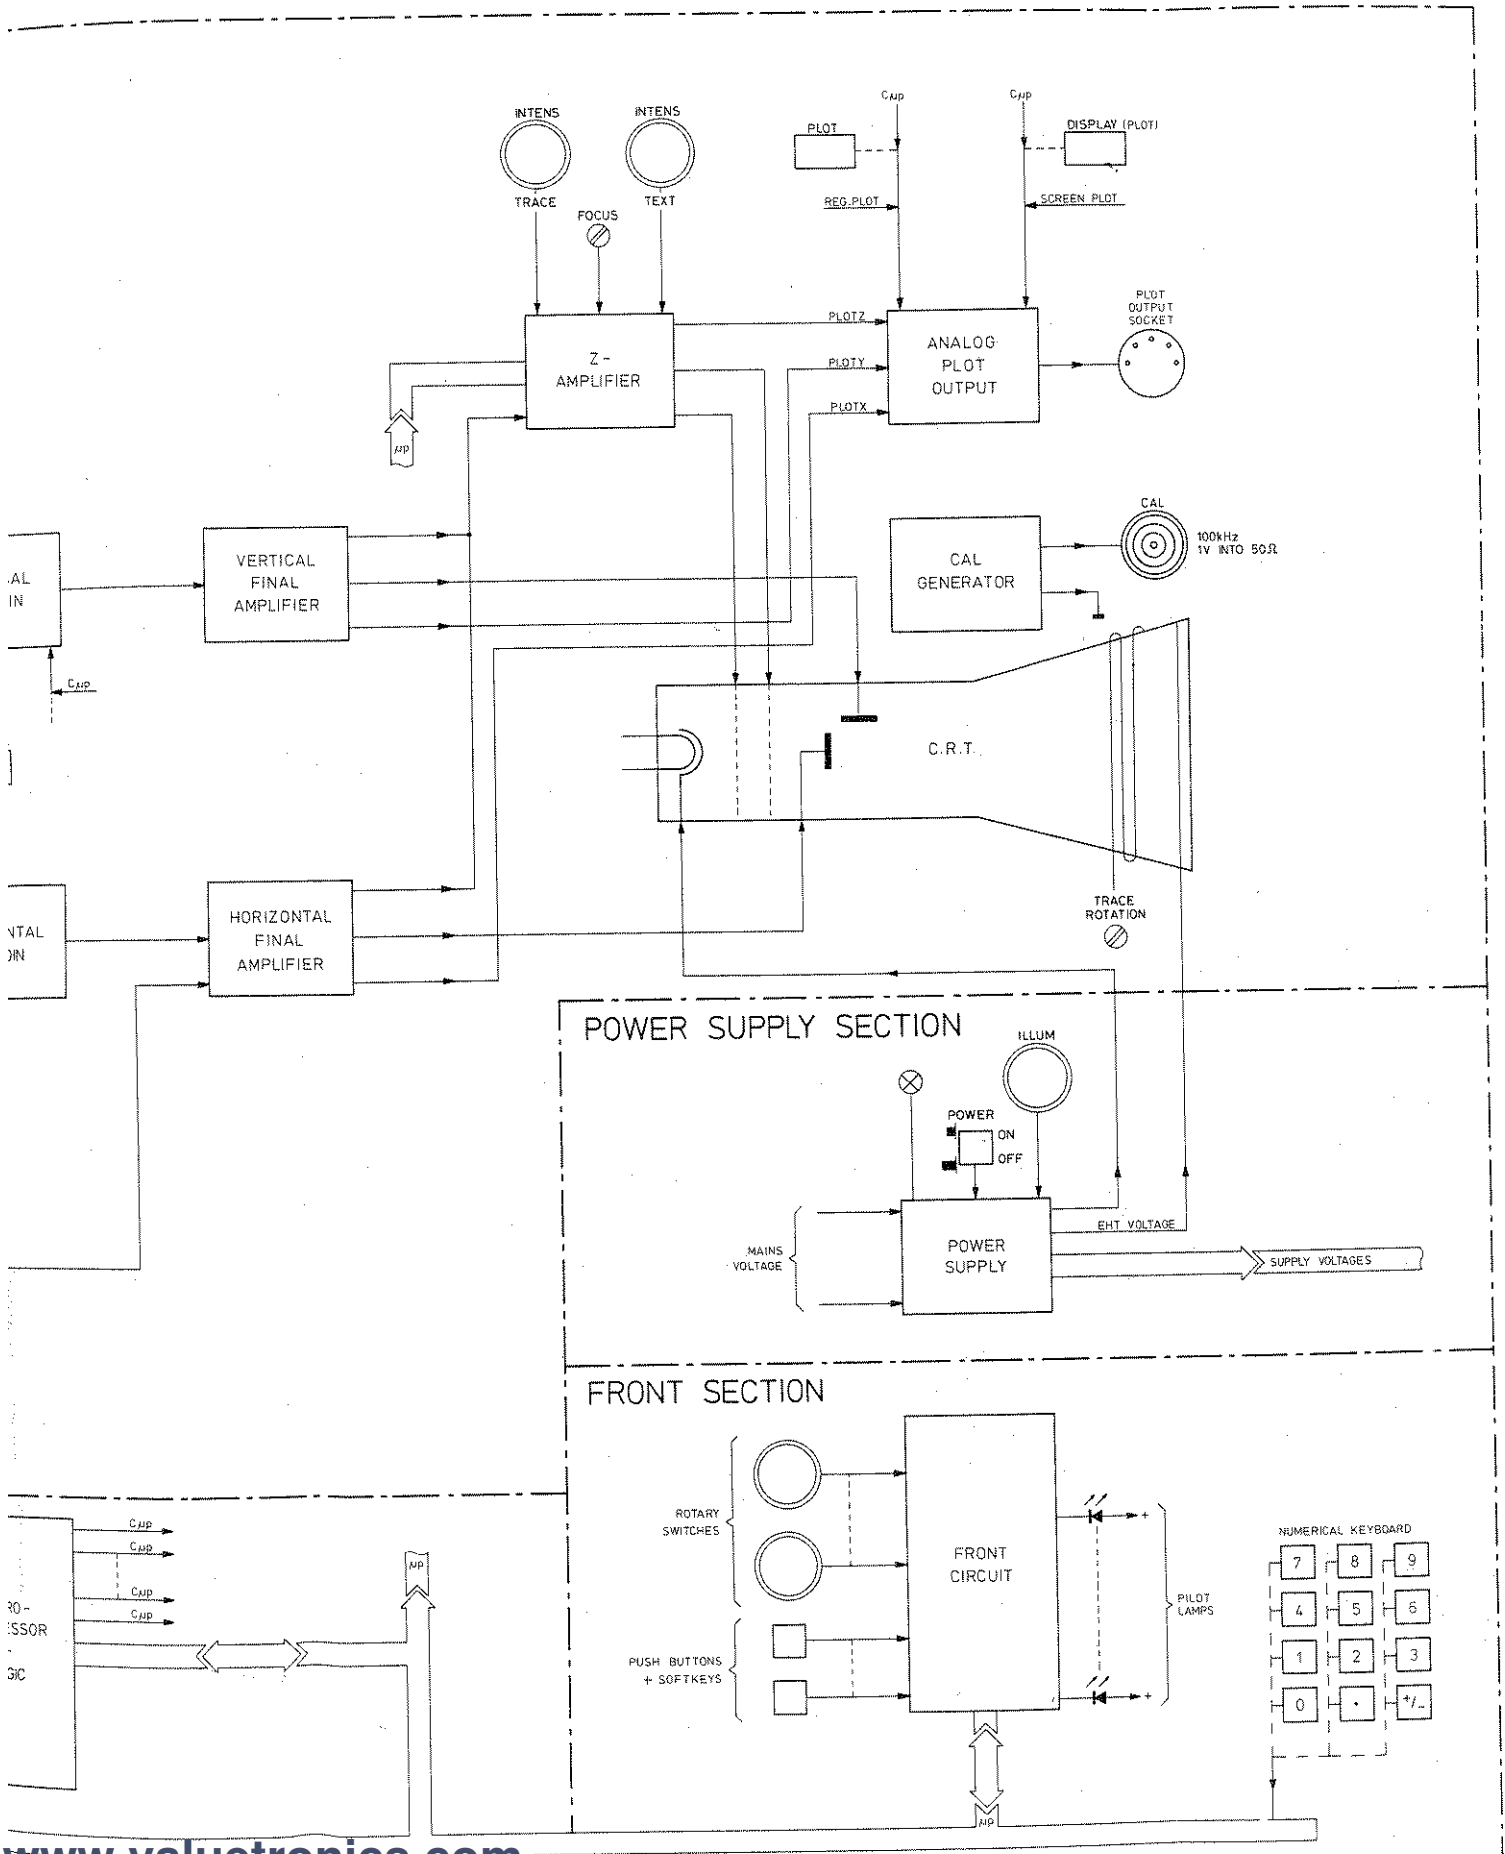 INTENS
TRACE
FOCUS
INTENS
TEXT
PLOT
Cμp
Cμp
DISPLAY (PLOT)
REG.PLOT
SCREEN PLOT
Z-
AMPLIFIER
μp
PLOTZ
PLOTY
PLOTX
ANALOG
PLOT
OUTPUT
PLOT
OUTPUT
SOCKET
AL
IN
Cμp
VERTICAL
FINAL
AMPLIFIER
CAL
GENERATOR
CAL
100kHz
1V INTO 50Ω
C.R.T.
TRACE
ROTATION
NTAL
OIN
HORIZONTAL
FINAL
AMPLIFIER
POWER SUPPLY SECTION
ILLUM
POWER
ON
OFF
MAINS
VOLTAGE
POWER
SUPPLY
EHT VOLTAGE
SUPPLY VOLTAGES
FRONT SECTION
ROTARY
SWITCHES
PUSH BUTTONS
+ SOFTKEYS
FRONT
CIRCUIT
+
+
PILOT
LAMPS
NUMERICAL KEYBOARD
7 8 9
4 5 6
1 2 3
0 . +/-
μp
Cμp
Cμp
Cμp
Cμp
RO-
ESSOR
GIC
μp
www.valuetronics.com